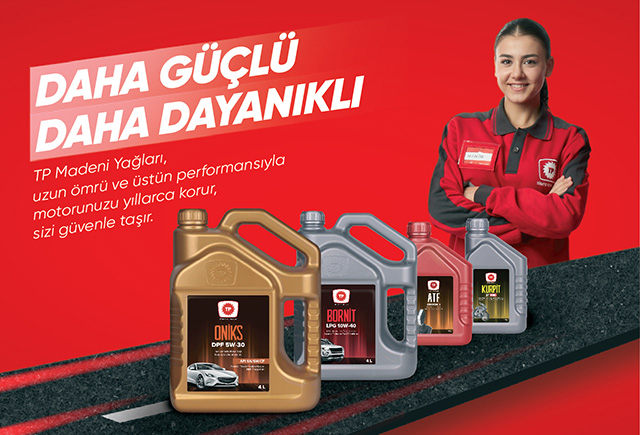 DAHA GÜÇLÜ
DAHA DAYANIKLI
TP Madeni Yağları,
uzun ömrü ve üstün performansıyla
motorunuzu yıllarca korur,
sizi güvenle taşır.
TP
ONİKS
DPF 5W-30
4 L
TP
BORNİT
LPG 10W-40
4 L
TP
ATF
TP
KURPİT
TP